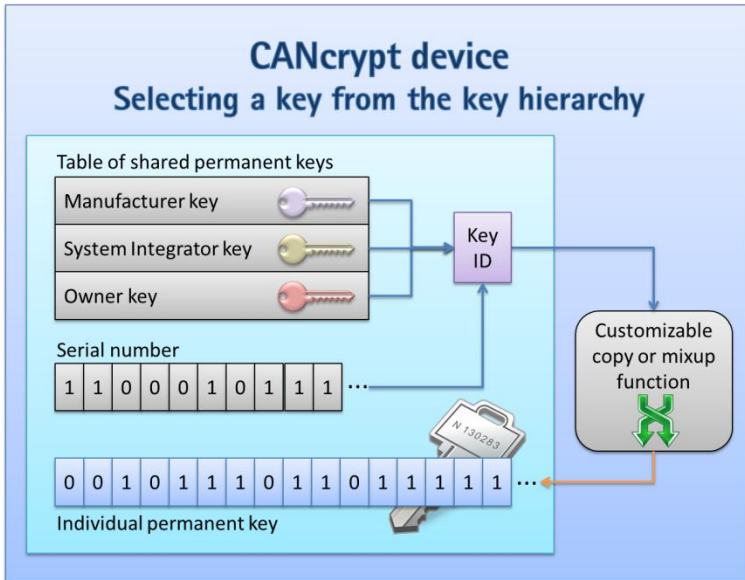 CANcrypt device
Selecting a key from the key hierarchy
Table of shared permanent keys
Manufacturer key
System Integrator key
Owner key
Key
ID
Customizable
copy or mixup
function
Serial number
1 1 0 0 0 1 0 1 1 1 ...
N 130283
0 0 1 0 1 1 1 0 1 1 0 1 1 1 1 1 ...
Individual permanent key